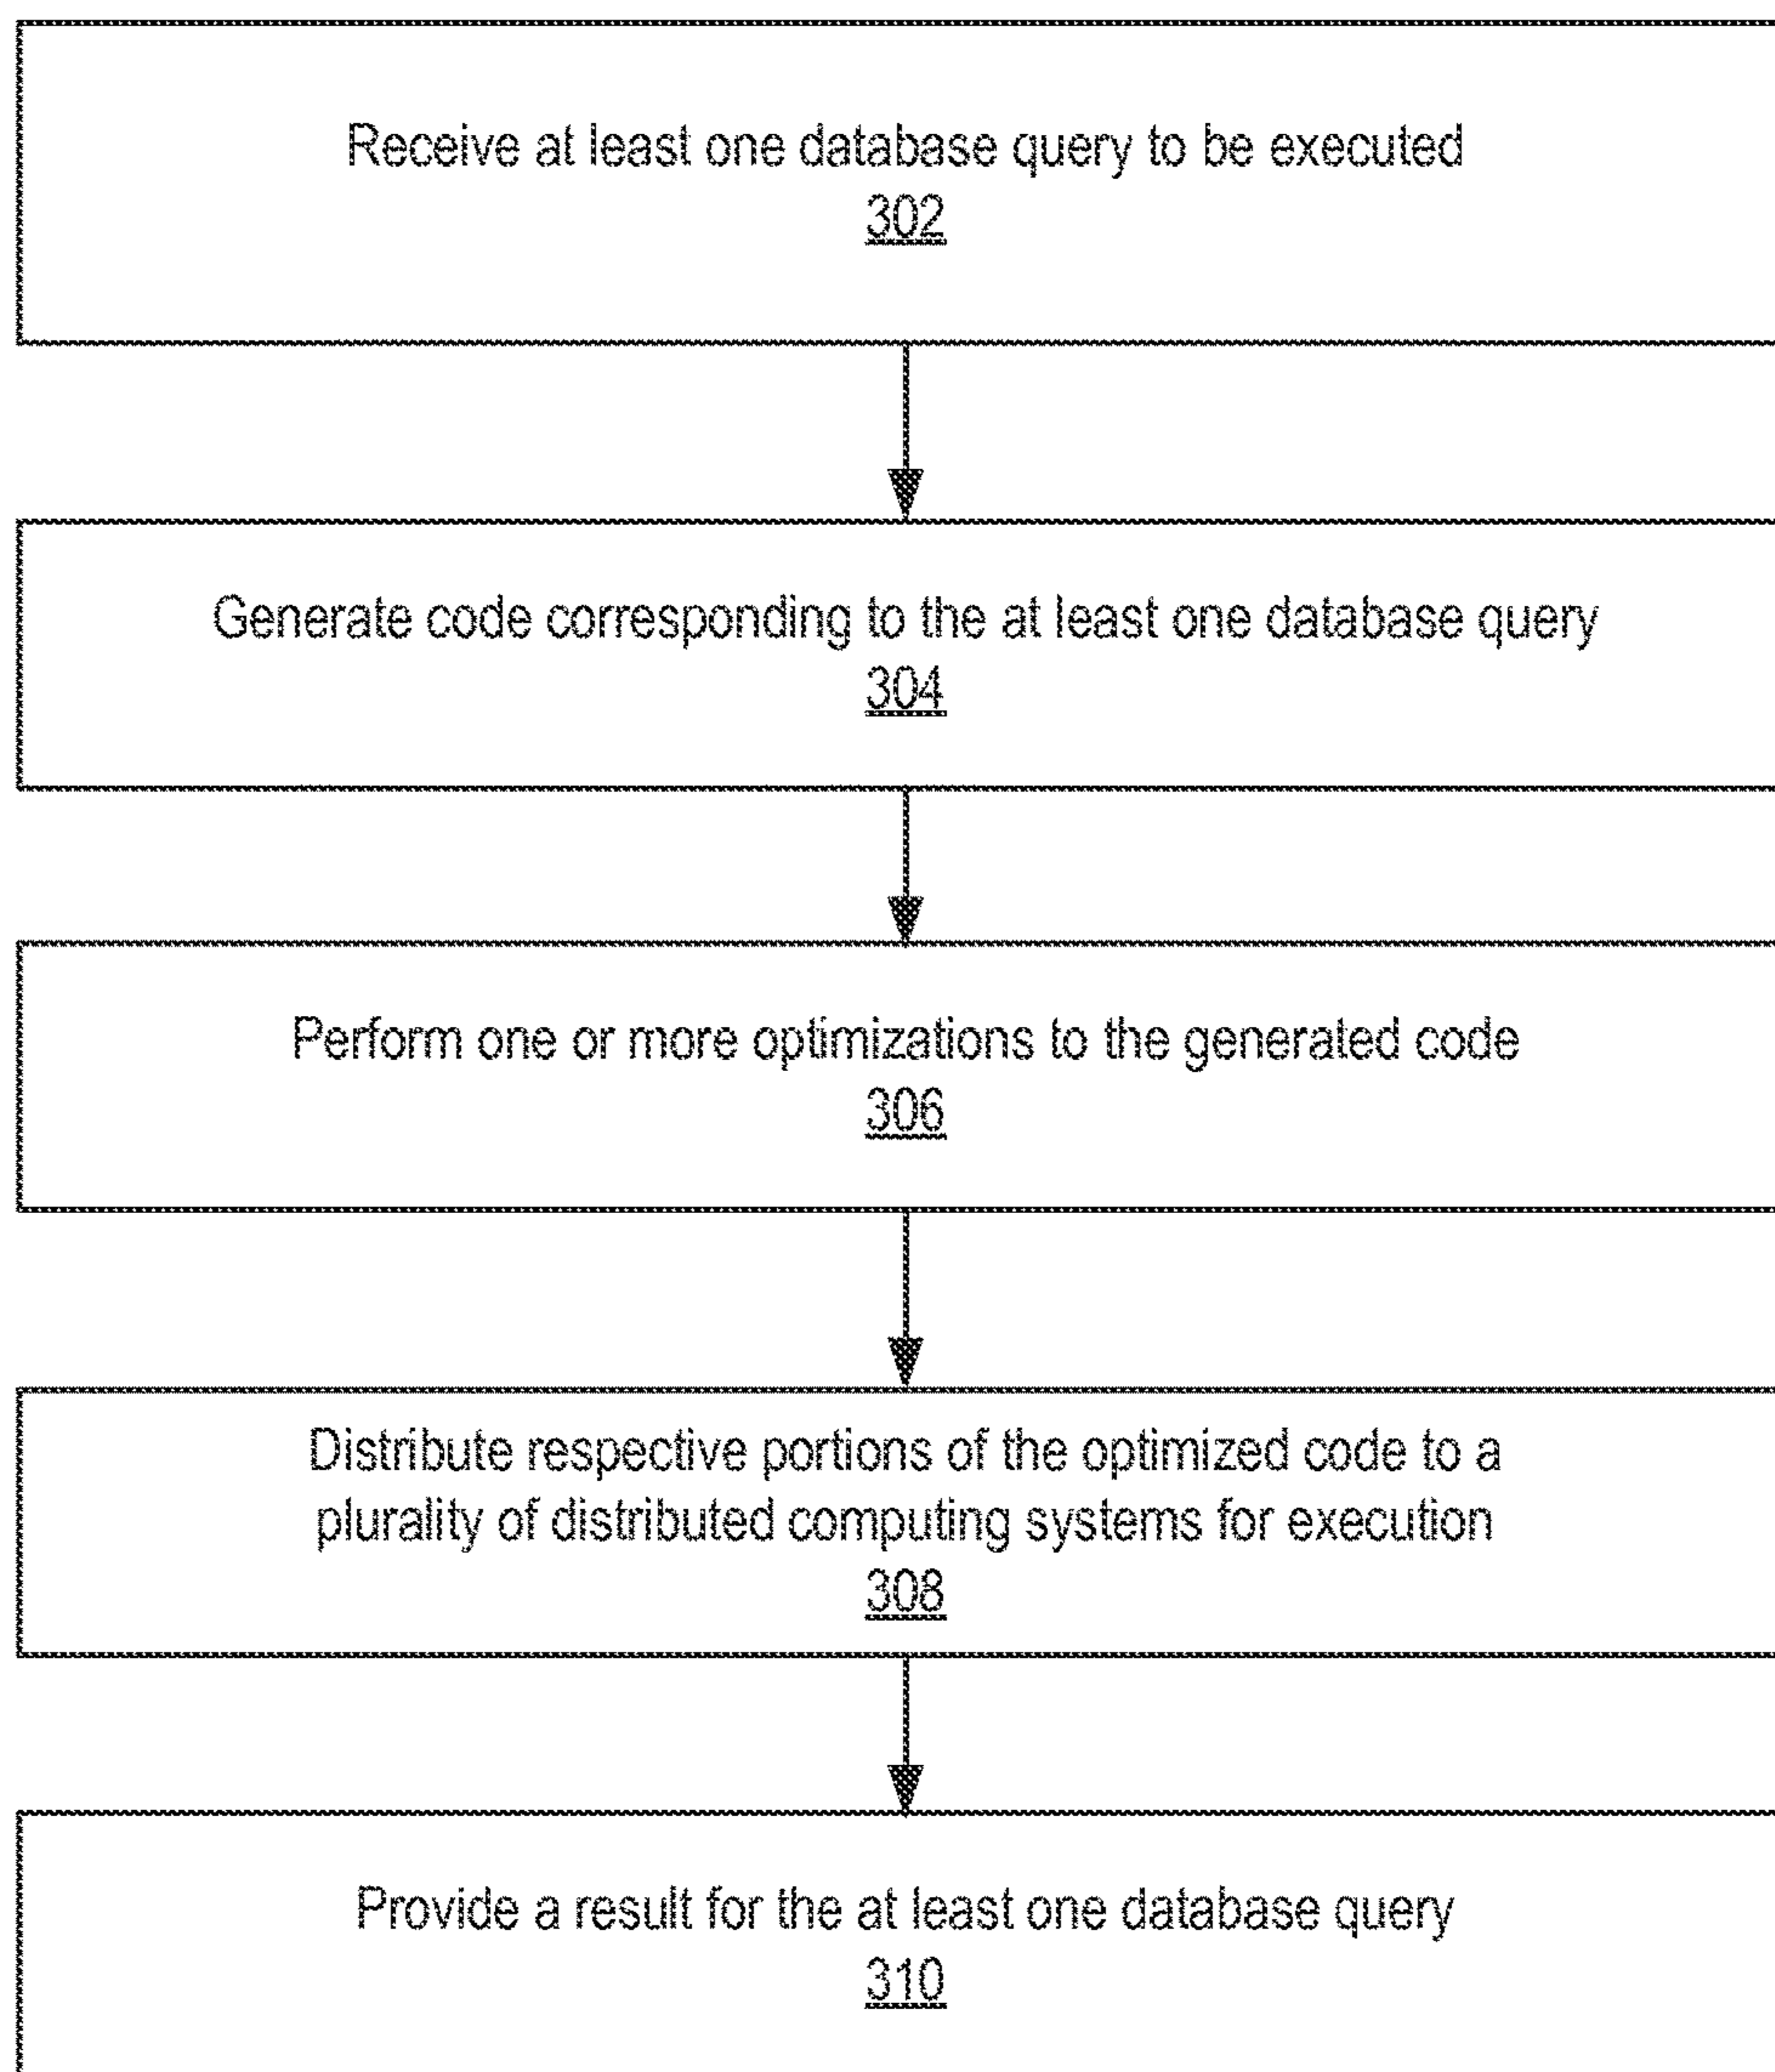 Receive at least one database query to be executed
302
Generate code corresponding to the at least one database query
304
Perform one or more optimizations to the generated code
306
Distribute respective portions of the optimized code to a
plurality of distributed computing systems for execution
308
Provide a result for the at least one database query
310